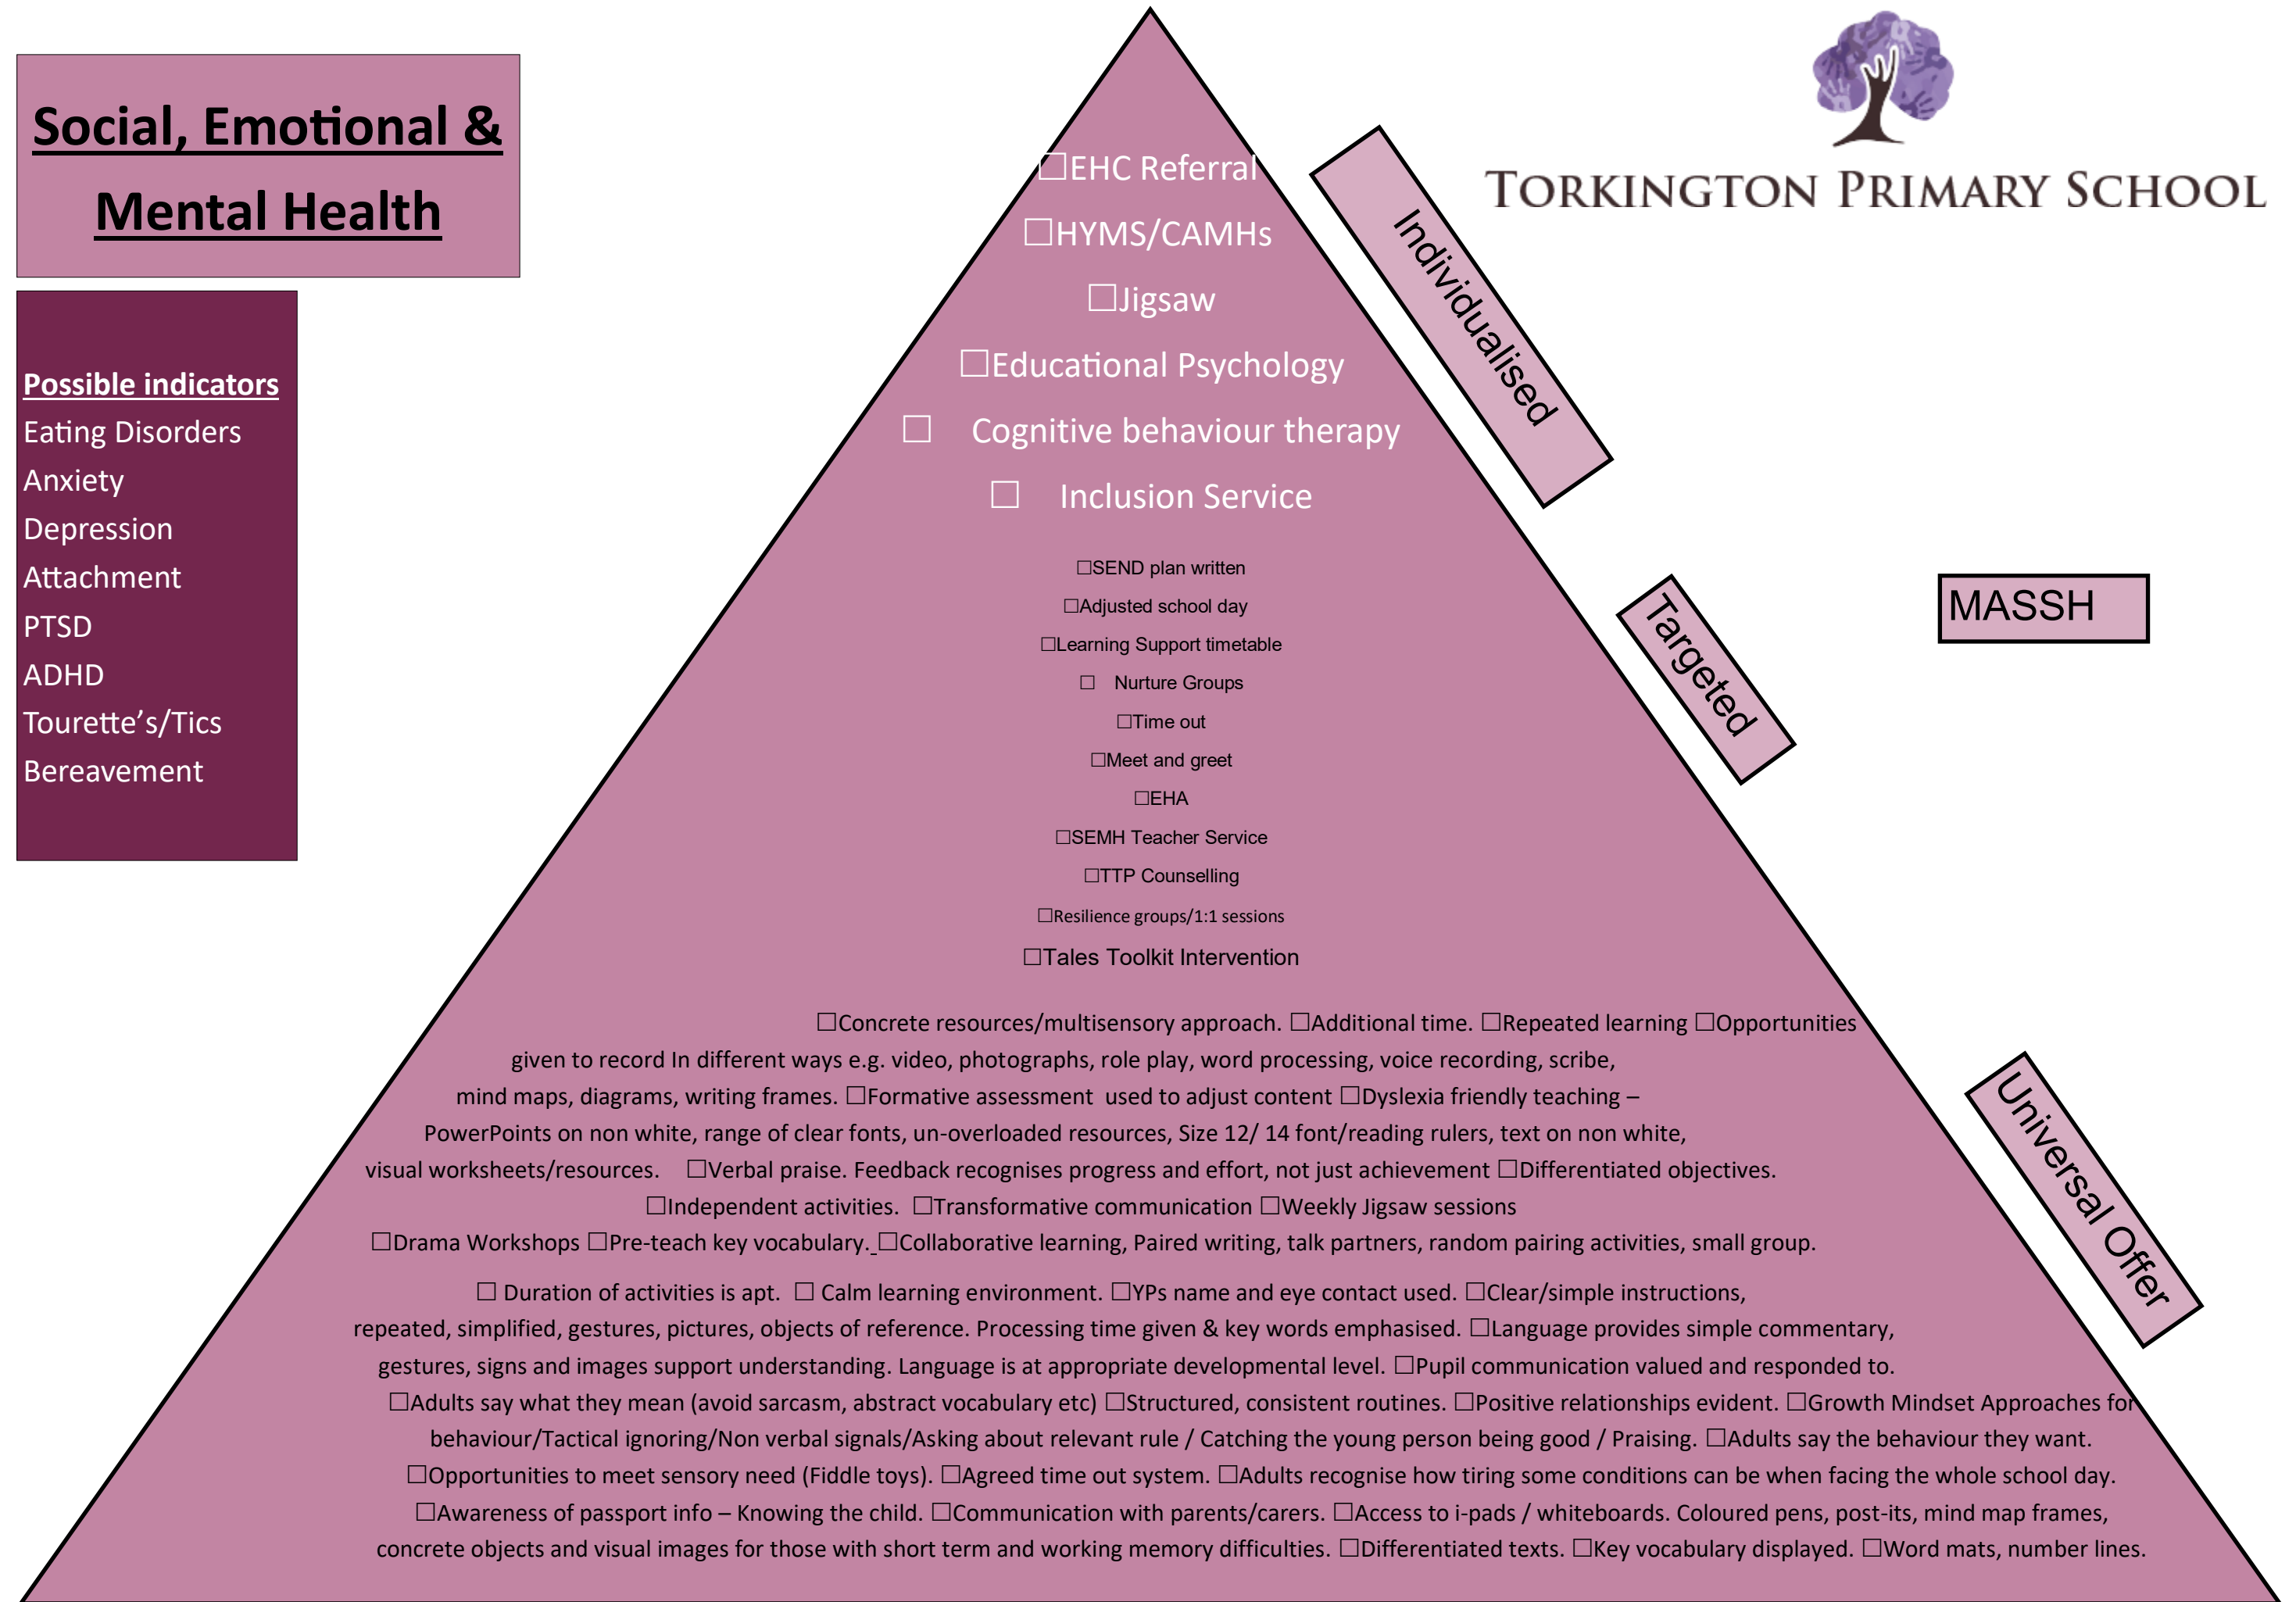 Social, Emotional &
Mental Health
TORKINGTON PRIMARY SCHOOL
Possible indicators
Eating Disorders
Anxiety
Depression
Attachment
PTSD
ADHD
Tourette’s/Tics
Bereavement
☐EHC Referral
☐HYMS/CAMHs
☐Jigsaw
☐Educational Psychology
☐ Cognitive behaviour therapy
☐ Inclusion Service
Individualised
☐SEND plan written
☐Adjusted school day
☐Learning Support timetable
☐ Nurture Groups
☐Time out
☐Meet and greet
☐EHA
☐SEMH Teacher Service
☐TTP Counselling
☐Resilience groups/1:1 sessions
☐Tales Toolkit Intervention
Targeted
MASSH
☐Concrete resources/multisensory approach. ☐Additional time. ☐Repeated learning ☐Opportunities
given to record In different ways e.g. video, photographs, role play, word processing, voice recording, scribe,
mind maps, diagrams, writing frames. ☐Formative assessment used to adjust content ☐Dyslexia friendly teaching –
PowerPoints on non white, range of clear fonts, un-overloaded resources, Size 12/ 14 font/reading rulers, text on non white,
visual worksheets/resources. ☐Verbal praise. Feedback recognises progress and effort, not just achievement ☐Differentiated objectives.
☐Independent activities. ☐Transformative communication ☐Weekly Jigsaw sessions
☐Drama Workshops ☐Pre-teach key vocabulary. ☐Collaborative learning, Paired writing, talk partners, random pairing activities, small group.
☐ Duration of activities is apt. ☐ Calm learning environment. ☐YPs name and eye contact used. ☐Clear/simple instructions,
repeated, simplified, gestures, pictures, objects of reference. Processing time given & key words emphasised. ☐Language provides simple commentary,
gestures, signs and images support understanding. Language is at appropriate developmental level. ☐Pupil communication valued and responded to.
☐Adults say what they mean (avoid sarcasm, abstract vocabulary etc) ☐Structured, consistent routines. ☐Positive relationships evident. ☐Growth Mindset Approaches for
behaviour/Tactical ignoring/Non verbal signals/Asking about relevant rule / Catching the young person being good / Praising. ☐Adults say the behaviour they want.
☐Opportunities to meet sensory need (Fiddle toys). ☐Agreed time out system. ☐Adults recognise how tiring some conditions can be when facing the whole school day.
☐Awareness of passport info – Knowing the child. ☐Communication with parents/carers. ☐Access to i-pads / whiteboards. Coloured pens, post-its, mind map frames,
concrete objects and visual images for those with short term and working memory difficulties. ☐Differentiated texts. ☐Key vocabulary displayed. ☐Word mats, number lines.
Universal Offer